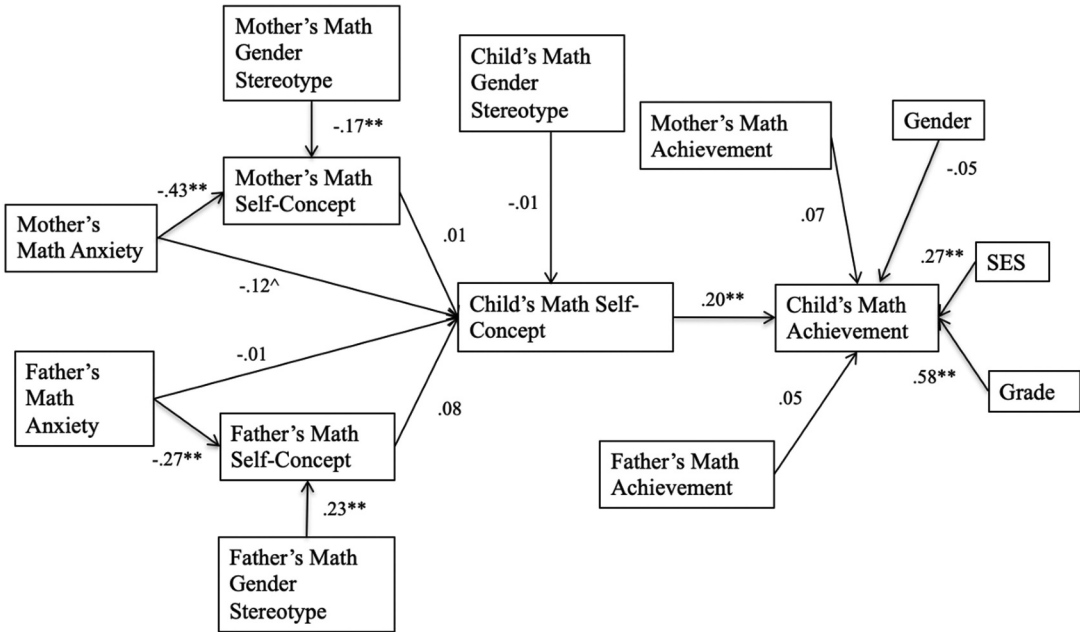 Mother's Math
Gender
Stereotype
-.17**
Mother's Math
Self-Concept
-.43**
Mother's
Math Anxiety
.01
-.12^
-.01
Father's
Math
Anxiety
-.27**
Father's Math
Self-Concept
.08
.23**
Father's Math
Gender
Stereotype
Child's Math
Gender
Stereotype
-.01
Child's Math Self-
Concept
.20**
Mother's Math
Achievement
.07
Gender
-.05
.27**
SES
Child's Math
Achievement
.58**
Grade
.05
Father's Math
Achievement